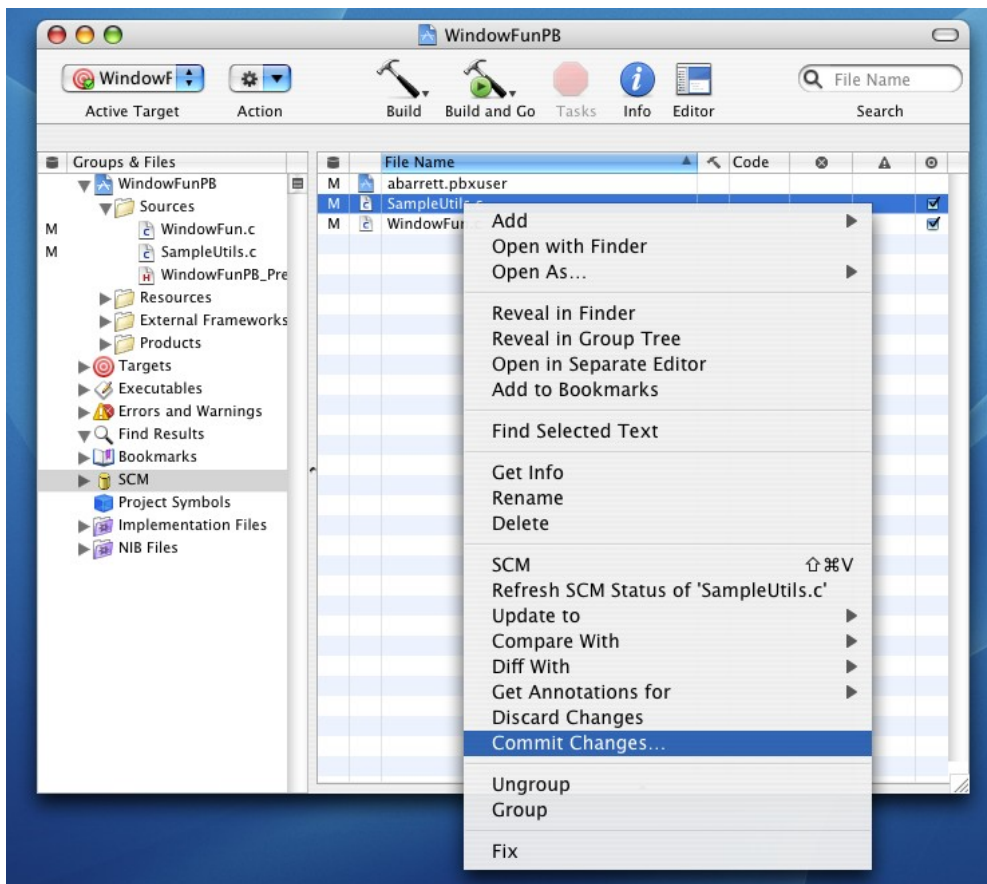 WindowFunPB
WindowF
File Name
Active Target
Action
Build
Build and Go
Tasks
Info
Editor
Search
Groups & Files
WindowFunPB
Sources
M WindowFun.c
M SampleUtils.c
WindowFunPB_Pre
Resources
External Frameworks
Products
Targets
Executables
Errors and Warnings
Find Results
Bookmarks
SCM
Project Symbols
Implementation Files
NIB Files
File Name
Code
M abarrett.pbxuser
M SampleUtils.c
M WindowFun.c
Add
Open with Finder
Open As...
Reveal in Finder
Reveal in Group Tree
Open in Separate Editor
Add to Bookmarks
Find Selected Text
Get Info
Rename
Delete
SCM ⇧⌘V
Refresh SCM Status of 'SampleUtils.c'
Update to
Compare With
Diff With
Get Annotations for
Discard Changes
Commit Changes...
Ungroup
Group
Fix